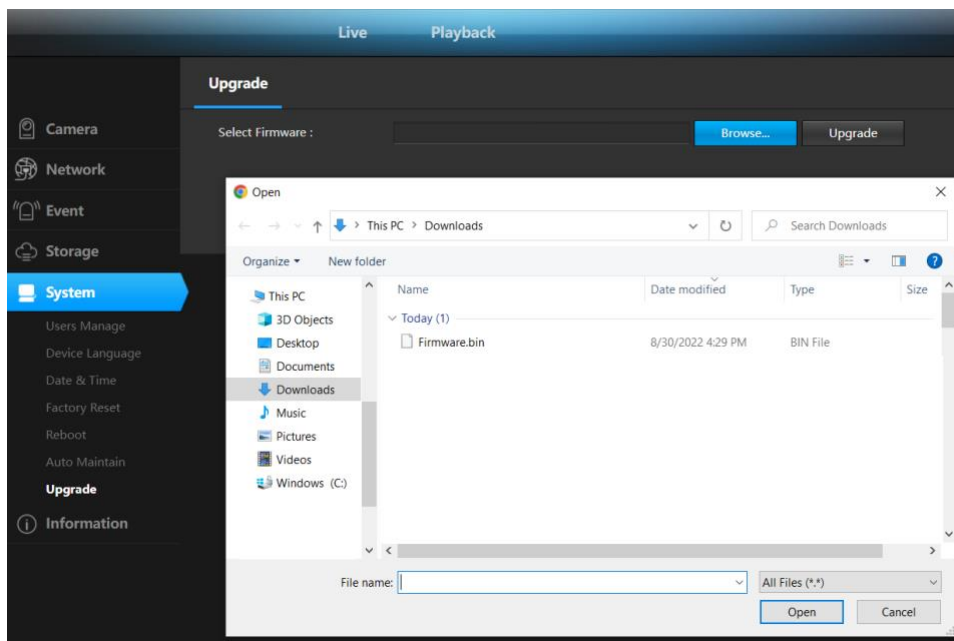 Live Playback
Upgrade
Select Firmware : Browse... Upgrade
Camera
Network
Event
Storage
System
Users Manage
Device Language
Date & Time
Factory Reset
Reboot
Auto Maintain
Upgrade
Information
Open
This PC > Downloads
Search Downloads
Organize New folder
This PC
3D Objects
Desktop
Documents
Downloads
Music
Pictures
Videos
Windows (C:)
Name Date modified Type Size
Today (1)
Firmware.bin 8/30/2022 4:29 PM BIN File
File name: All Files (*.*)
Open Cancel